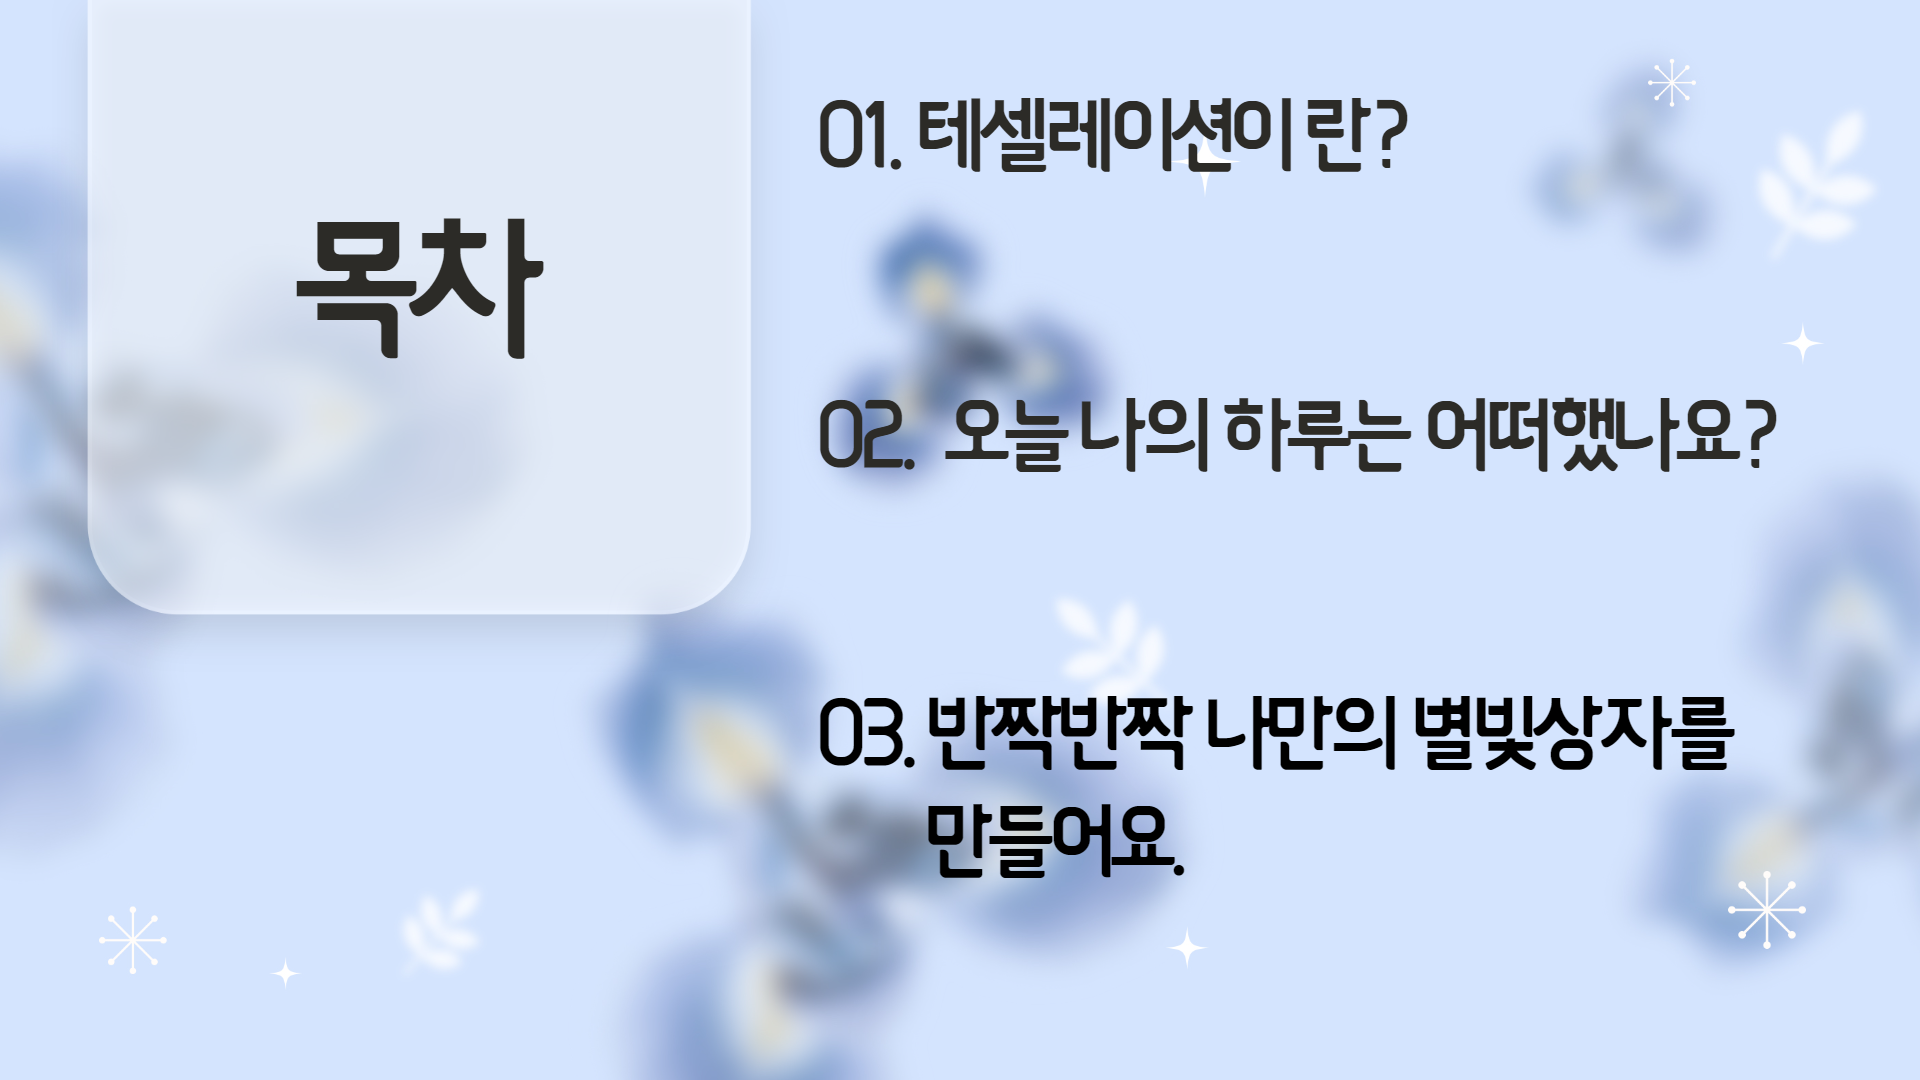 목차
01. 테셀레이션이 란?
02. 오늘 나의 하루는 어떠했나요?
03. 반짝반짝 나만의 별빛상자를
만들어요.